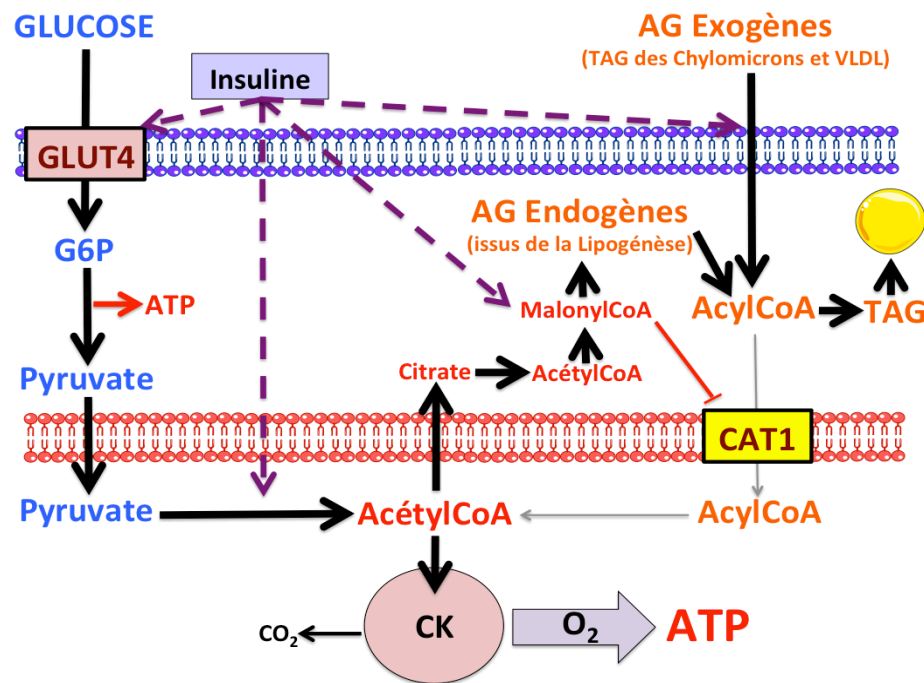 GLUCOSE
AG Exogènes
(TAG des Chylomicrons et VLDL)
Insuline
GLUT4
AG Endogènes
(issus de la Lipogénèse)
G6P
ATP
MalonylCoA
AcylCoA
TAG
Pyruvate
Citrate
AcétylCoA
CAT1
Pyruvate
AcétylCoA
AcylCoA
CK
CO₂
O₂
ATP